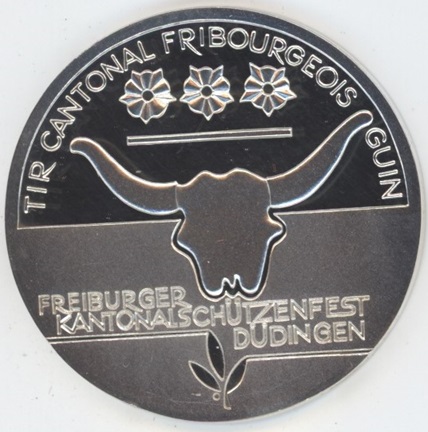 TIR CANTONAL FRIBOURGEOIS GUIN
FREIBURGER
KANTONALSCHÜTZENFEST
DÜDINGEN